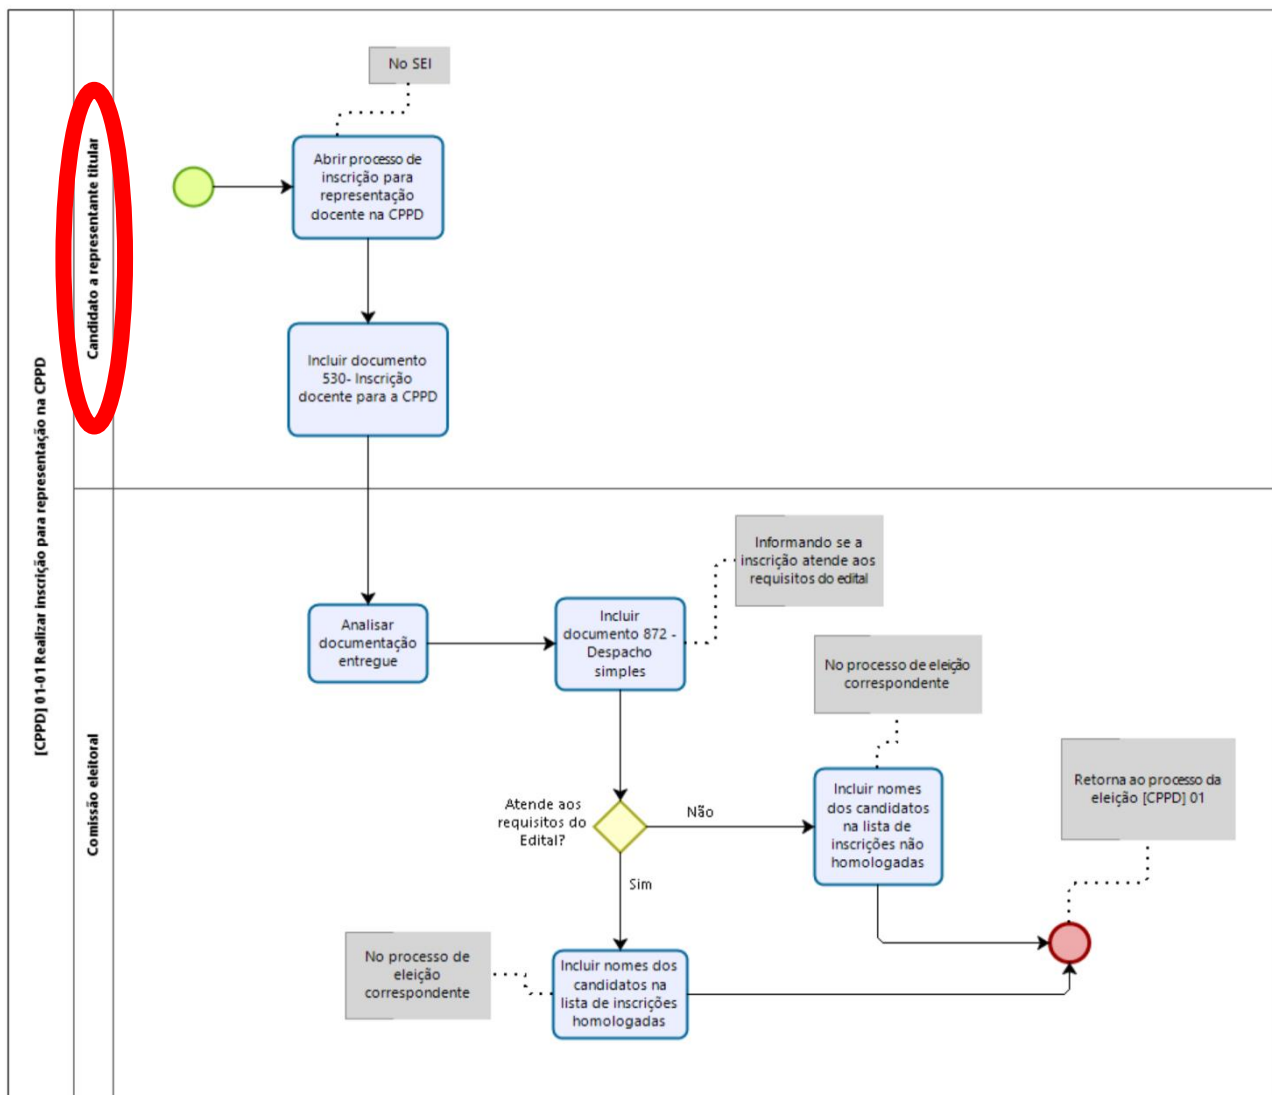 [CPPD] 01-01 Realizar inscrição para representação na CPPD
Candidato a representante titular
No SEI
Abrir processo de
inscrição para
representação
docente na CPPD
Incluir documento
530- Inscrição
docente para a CPPD
Comissão eleitoral
Informando se a
inscrição atende aos
requisitos do edital
Analisar
documentação
entregue
Incluir
documento 872 -
Despacho
simples
No processo de eleição
correspondente
Retorna ao processo da
eleição [CPPD] 01
Atende aos
requisitos do
Edital?
Não
Incluir nomes
dos candidatos
na lista de
inscrições não
homologadas
Sim
No processo de
eleição
correspondente
Incluir nomes dos
candidatos na
lista de inscrições
homologadas